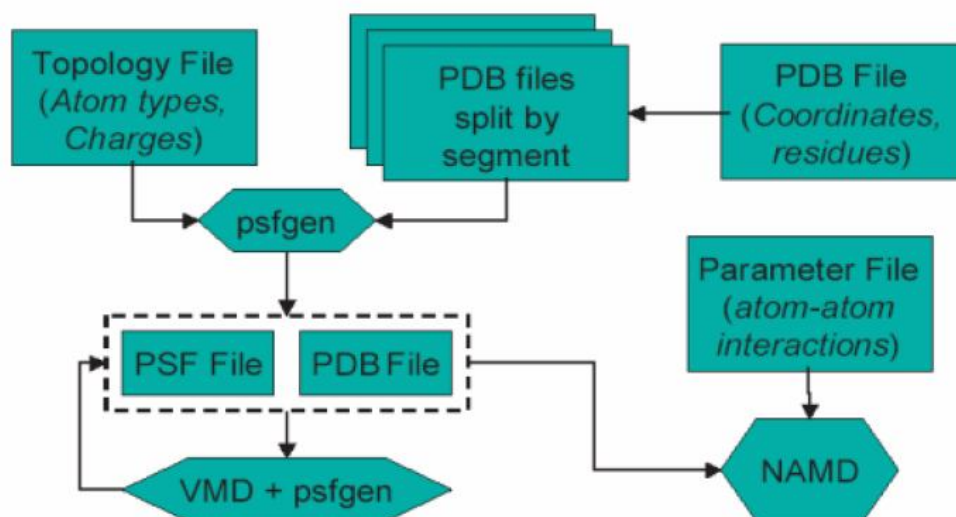 Topology File
(Atom types,
Charges)
PDB files
split by
segment
PDB File
(Coordinates,
residues)
psfgen
Parameter File
(atom-atom
interactions)
PSF File
PDB File
VMD + psfgen
NAMD